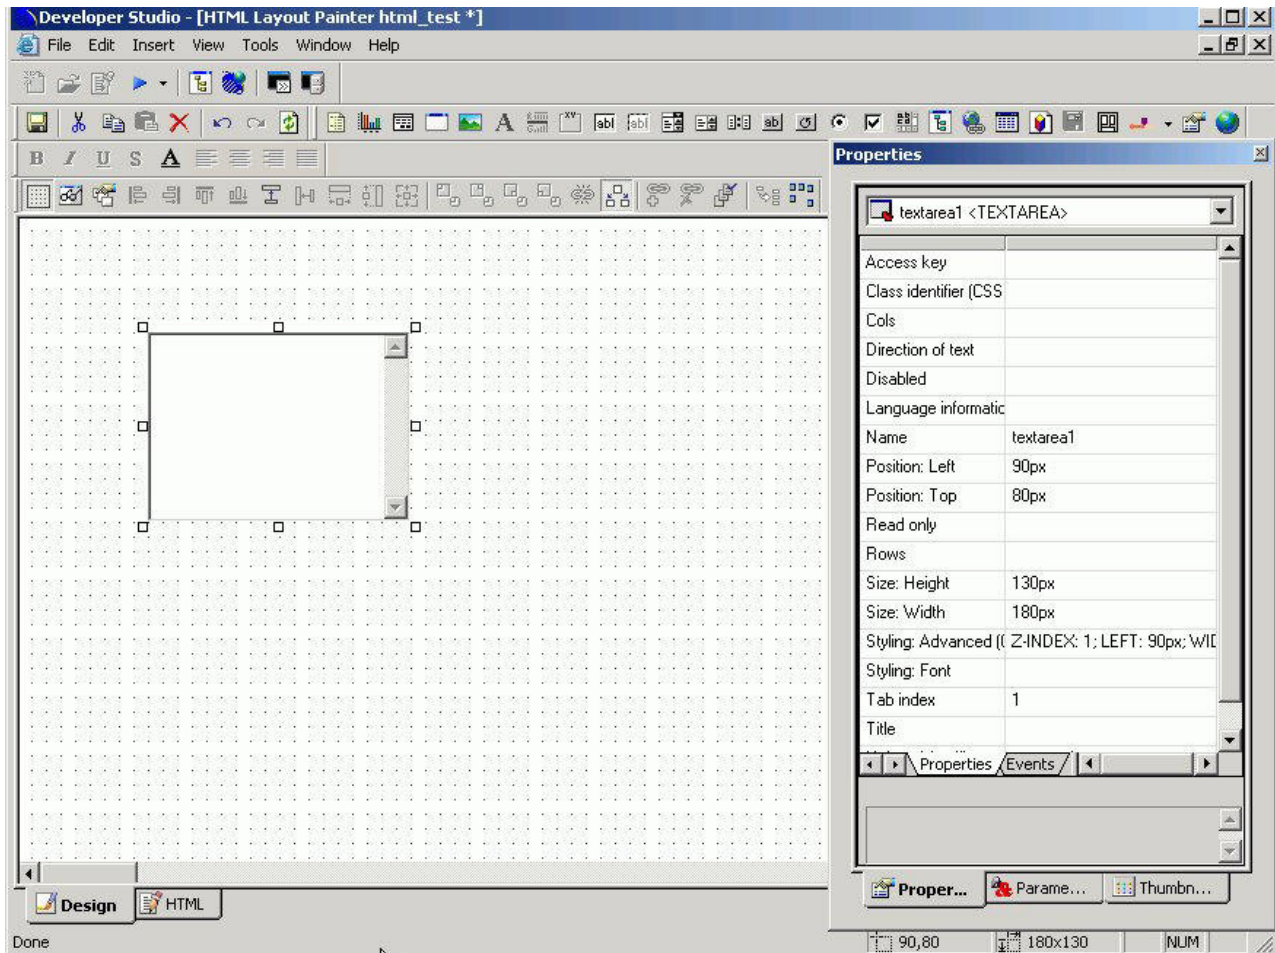 Developer Studio - [HTML Layout Painter html_test *]
File Edit Insert View Tools Window Help
B I U S A
Properties
textarea1 <TEXTAREA>
Access key
Class identifier (CSS
Cols
Direction of text
Disabled
Language informatic
Name textarea1
Position: Left 90px
Position: Top 80px
Read only
Rows
Size: Height 130px
Size: Width 180px
Styling: Advanced (( Z-INDEX: 1; LEFT: 90px; WID
Styling: Font
Tab index 1
Title
Properties Events
Proper... Parame... Thumbn...
Design HTML
Done 90,80 180x130 NUM